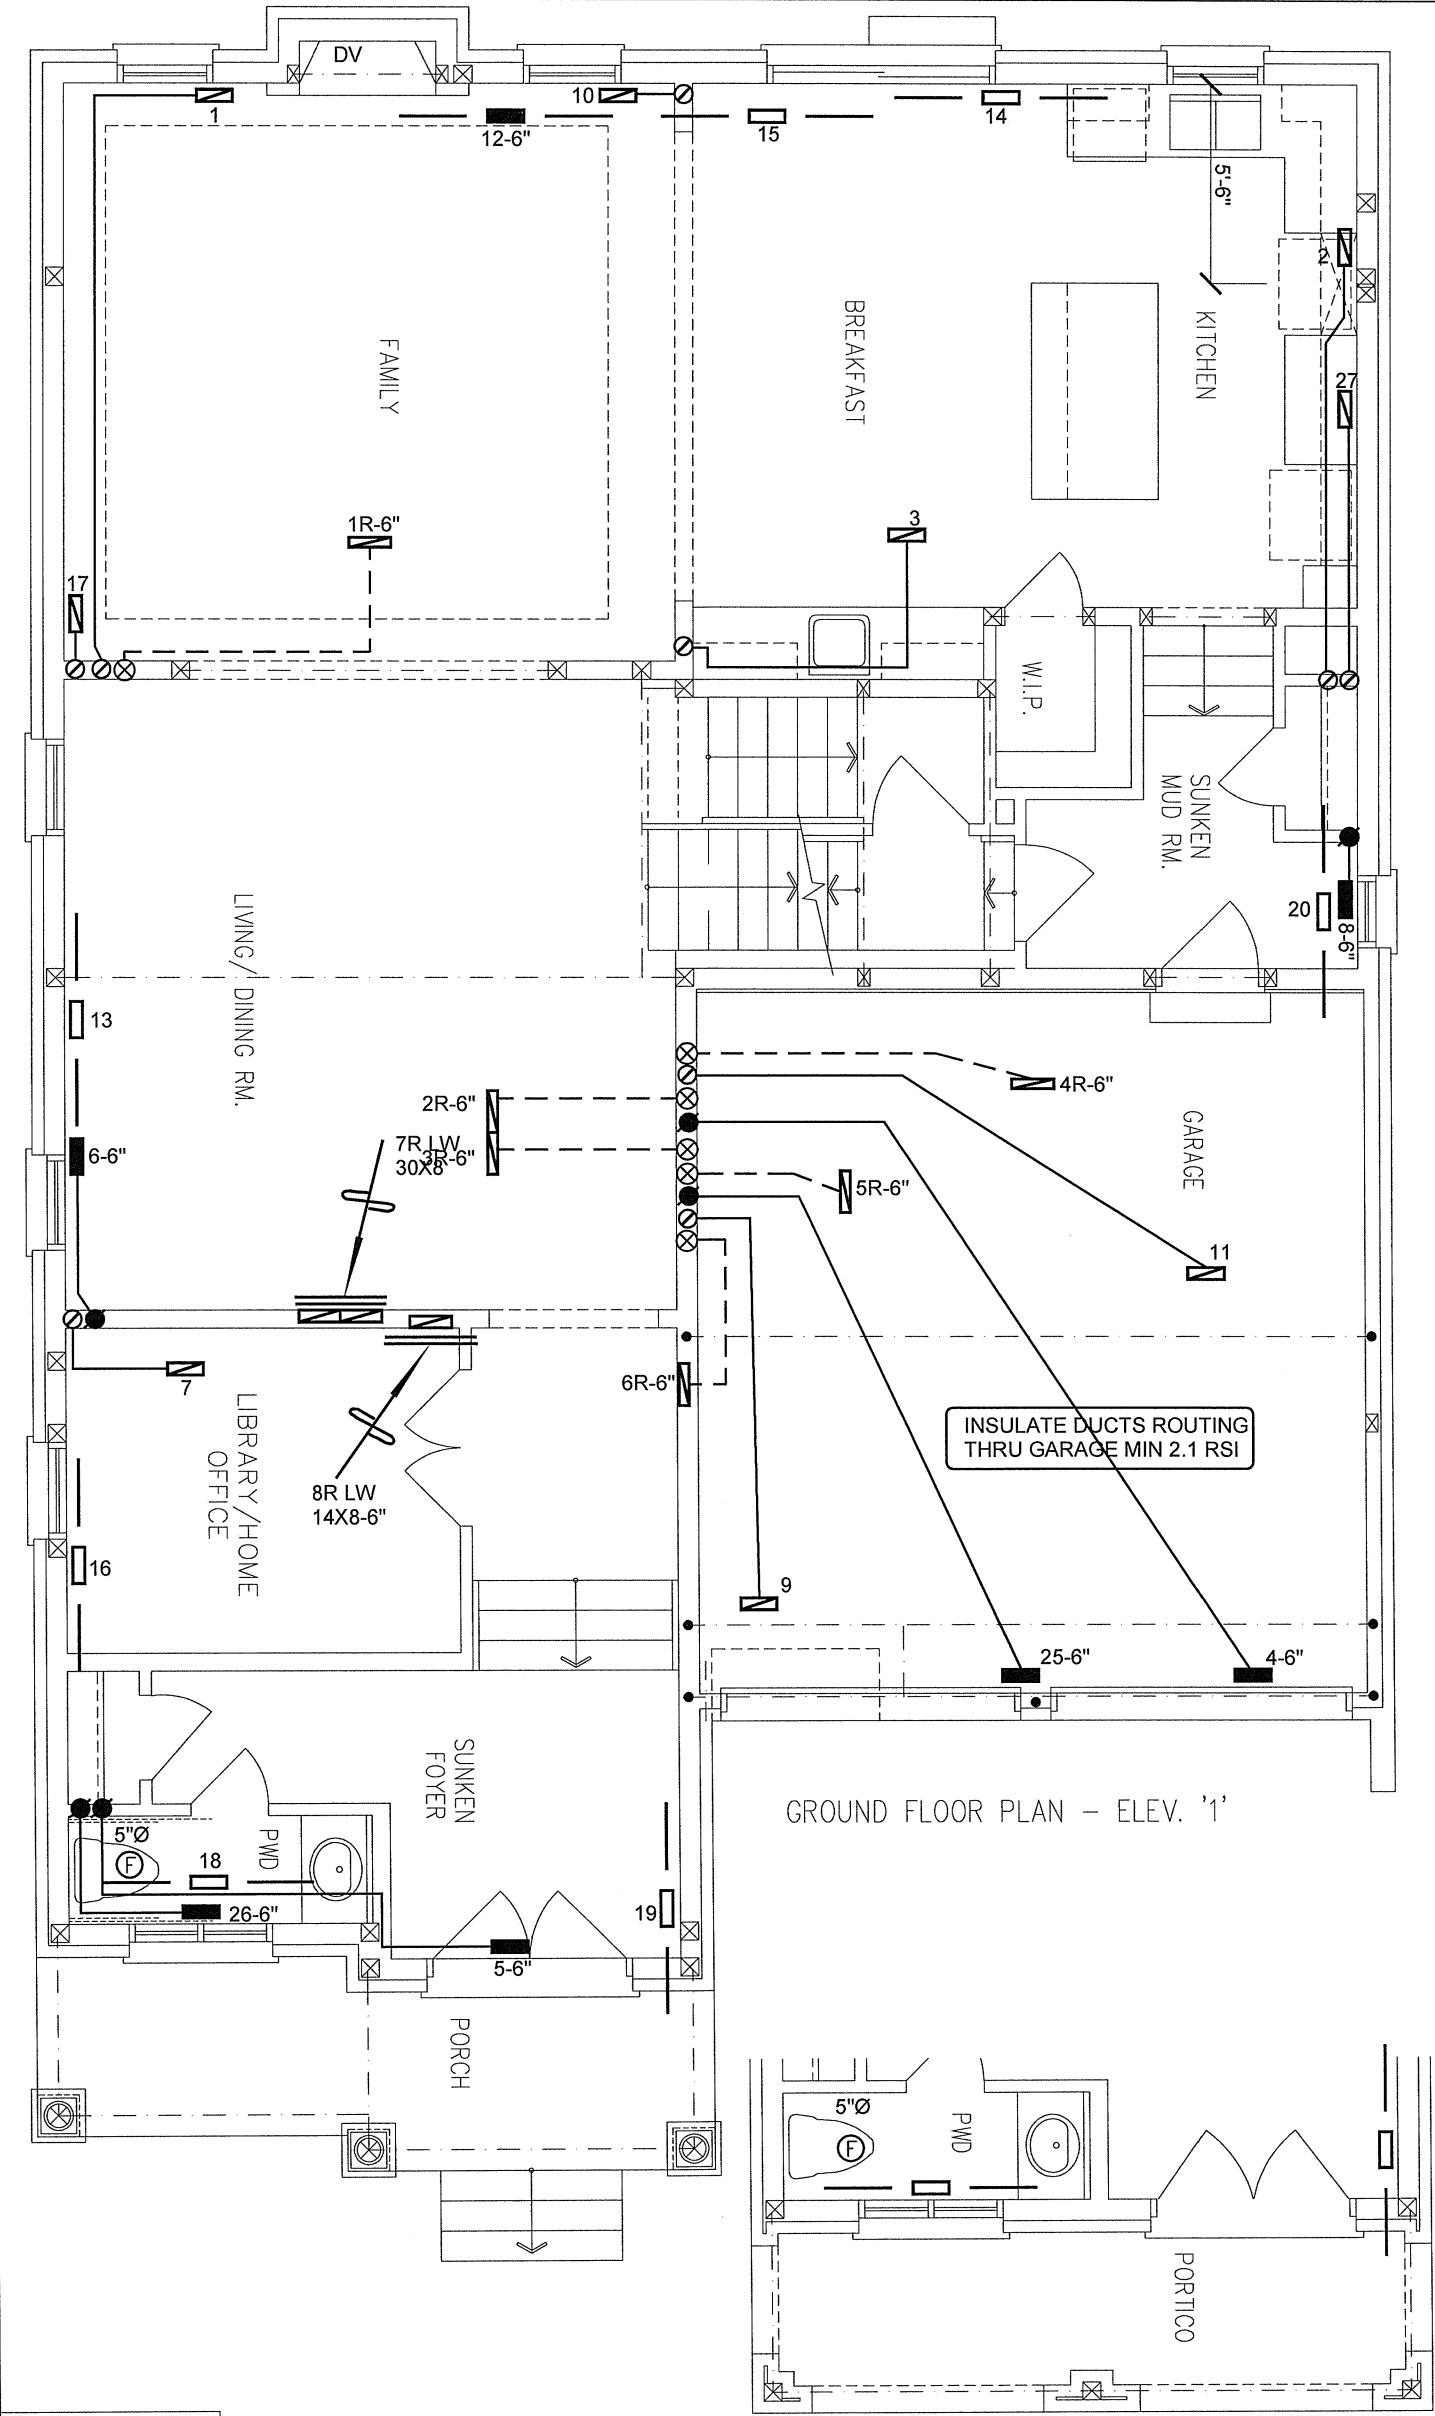 DV
1
10
12-6"
15
14
5'-6"
2
27
FAMILY
BREAKFAST
KITCHEN
1R-6"
3
17
W.I.P.
SUNKEN
MUD RM.
20
8-6"
LIVING/ DINING RM.
13
4R-6"
2R-6"
7R LW
30X8
3R-6"
6-6"
5R-6"
GARAGE
11
7
6R-6"
LIBRARY/HOME
OFFICE
INSULATE DUCTS ROUTING
THRU GARAGE MIN 2.1 RSI
8R LW
14X8-6"
16
9
25-6"
4-6"
SUNKEN
FOYER
GROUND FLOOR PLAN - ELEV. '1'
5"Ø
F
PWD
18
26-6"
19
5-6"
PORCH
5"Ø
F
PWD
PORTICO